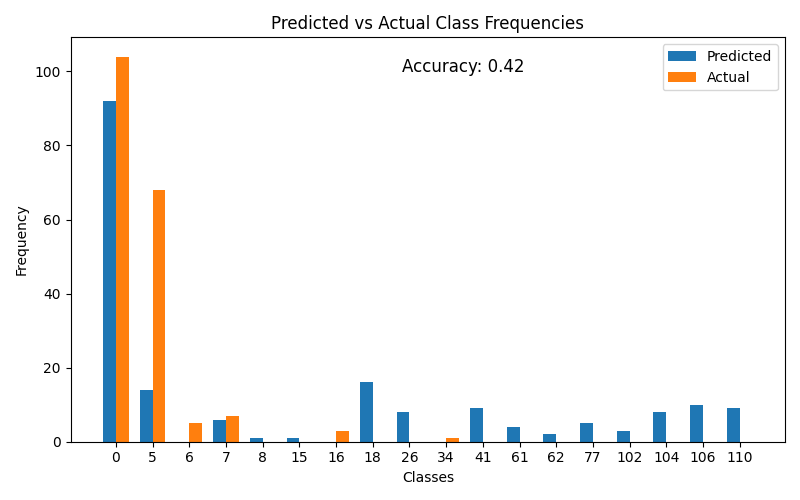 Predicted vs Actual Class Frequencies
Accuracy: 0.42
Predicted
Actual
Frequency
100
80
60
40
20
0
0 5 6 7 8 15 16 18 26 34 41 61 62 77 102 104 106 110
Classes